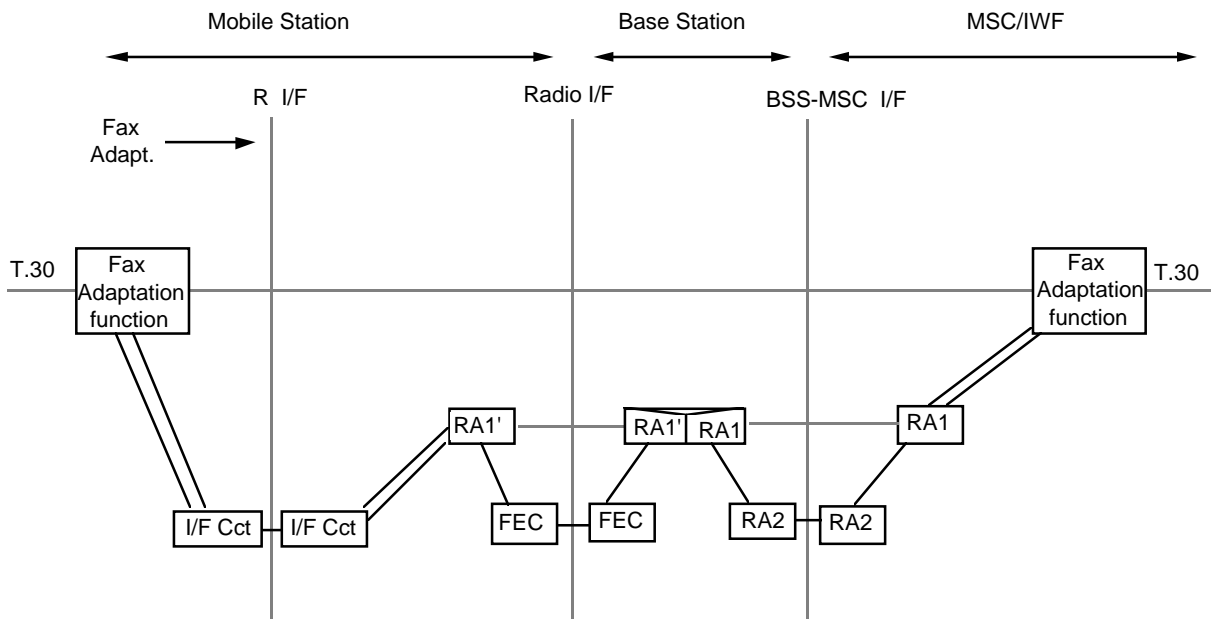 Mobile Station
Base Station
MSC/IWF
R I/F
Radio I/F
BSS-MSC I/F
Fax
Adapt.
T.30
Fax
Adaptation
function
Fax
Adaptation
function
T.30
RA1'
RA1'
RA1
RA1
I/F Cct
I/F Cct
FEC
FEC
RA2
RA2